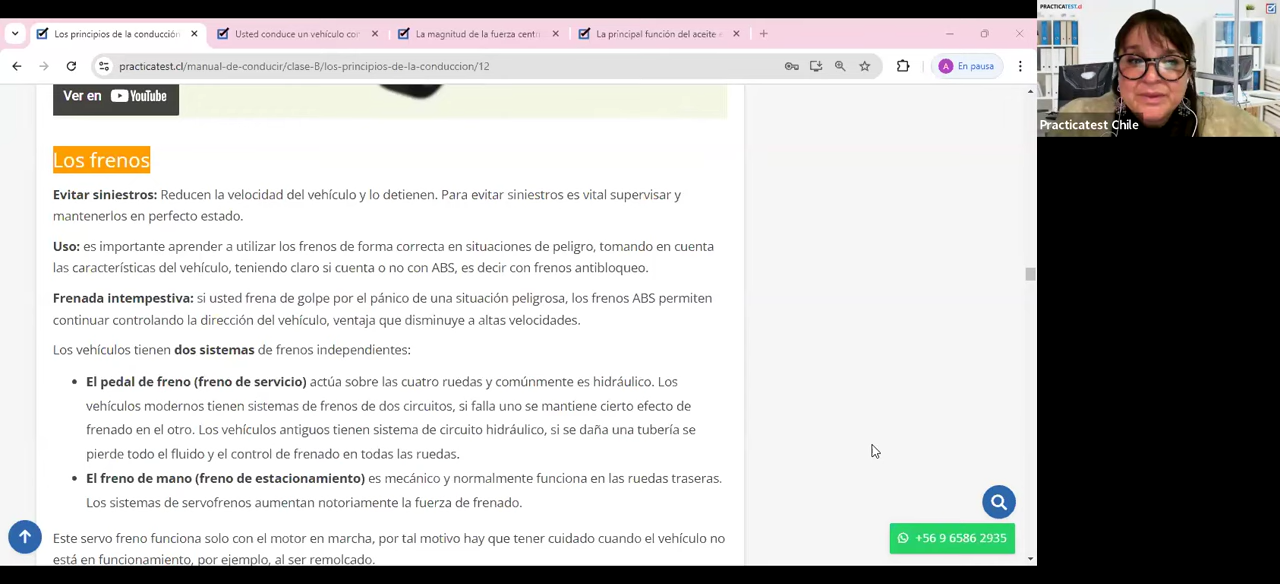 Los principios de la conducción
Usted conduce un vehículo con
La magnitud de la fuerza centr
La principal función del aceite e
practicatest.cl/manual-de-conducir/clase-B/los-principios-de-la-conduccion/12
A
En pausa
PRACTICATEST.cl
Practicatest Chile
Ver en YouTube
Los frenos
Evitar siniestros: Reducen la velocidad del vehículo y lo detienen. Para evitar siniestros es vital supervisar y
mantenerlos en perfecto estado.
Uso: es importante aprender a utilizar los frenos de forma correcta en situaciones de peligro, tomando en cuenta
las características del vehículo, teniendo claro si cuenta o no con ABS, es decir con frenos antibloqueo.
Frenada intempestiva: si usted frena de golpe por el pánico de una situación peligrosa, los frenos ABS permiten
continuar controlando la dirección del vehículo, ventaja que disminuye a altas velocidades.
Los vehículos tienen dos sistemas de frenos independientes:
• El pedal de freno (freno de servicio) actúa sobre las cuatro ruedas y comúnmente es hidráulico. Los
vehículos modernos tienen sistemas de frenos de dos circuitos, si falla uno se mantiene cierto efecto de
frenado en el otro. Los vehículos antiguos tienen sistema de circuito hidráulico, si se daña una tubería se
pierde todo el fluido y el control de frenado en todas las ruedas.
• El freno de mano (freno de estacionamiento) es mecánico y normalmente funciona en las ruedas traseras.
Los sistemas de servofrenos aumentan notoriamente la fuerza de frenado.
Este servo freno funciona solo con el motor en marcha, por tal motivo hay que tener cuidado cuando el vehículo no
está en funcionamiento, por ejemplo, al ser remolcado.
+56 9 6586 2935